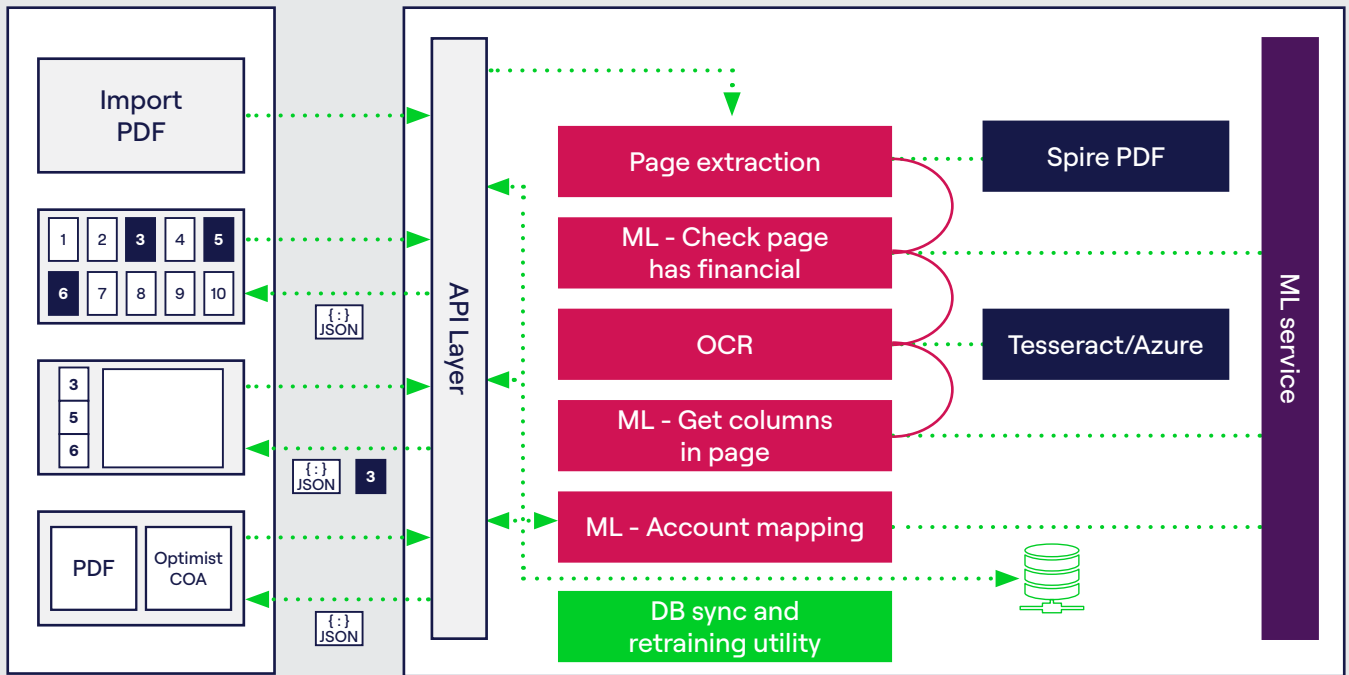 Import
PDF
1 2 3 4 5
6 7 8 9 10
{:}
JSON
3
5
6
{:}
JSON
3
PDF
Optimist
COA
{:}
JSON
API Layer
Page extraction
ML - Check page
has financial
OCR
ML - Get columns
in page
ML - Account mapping
DB sync and
retraining utility
Spire PDF
Tesseract/Azure
ML service